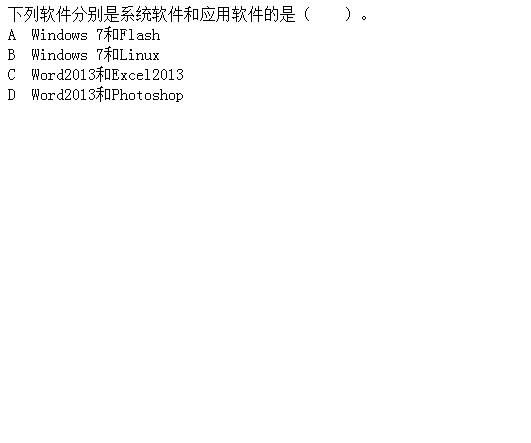 下列软件分别是系统软件和应用软件的是（　　）。
A　Windows 7和Flash
B　Windows 7和Linux
C　Word2013和Excel2013
D　Word2013和Photoshop